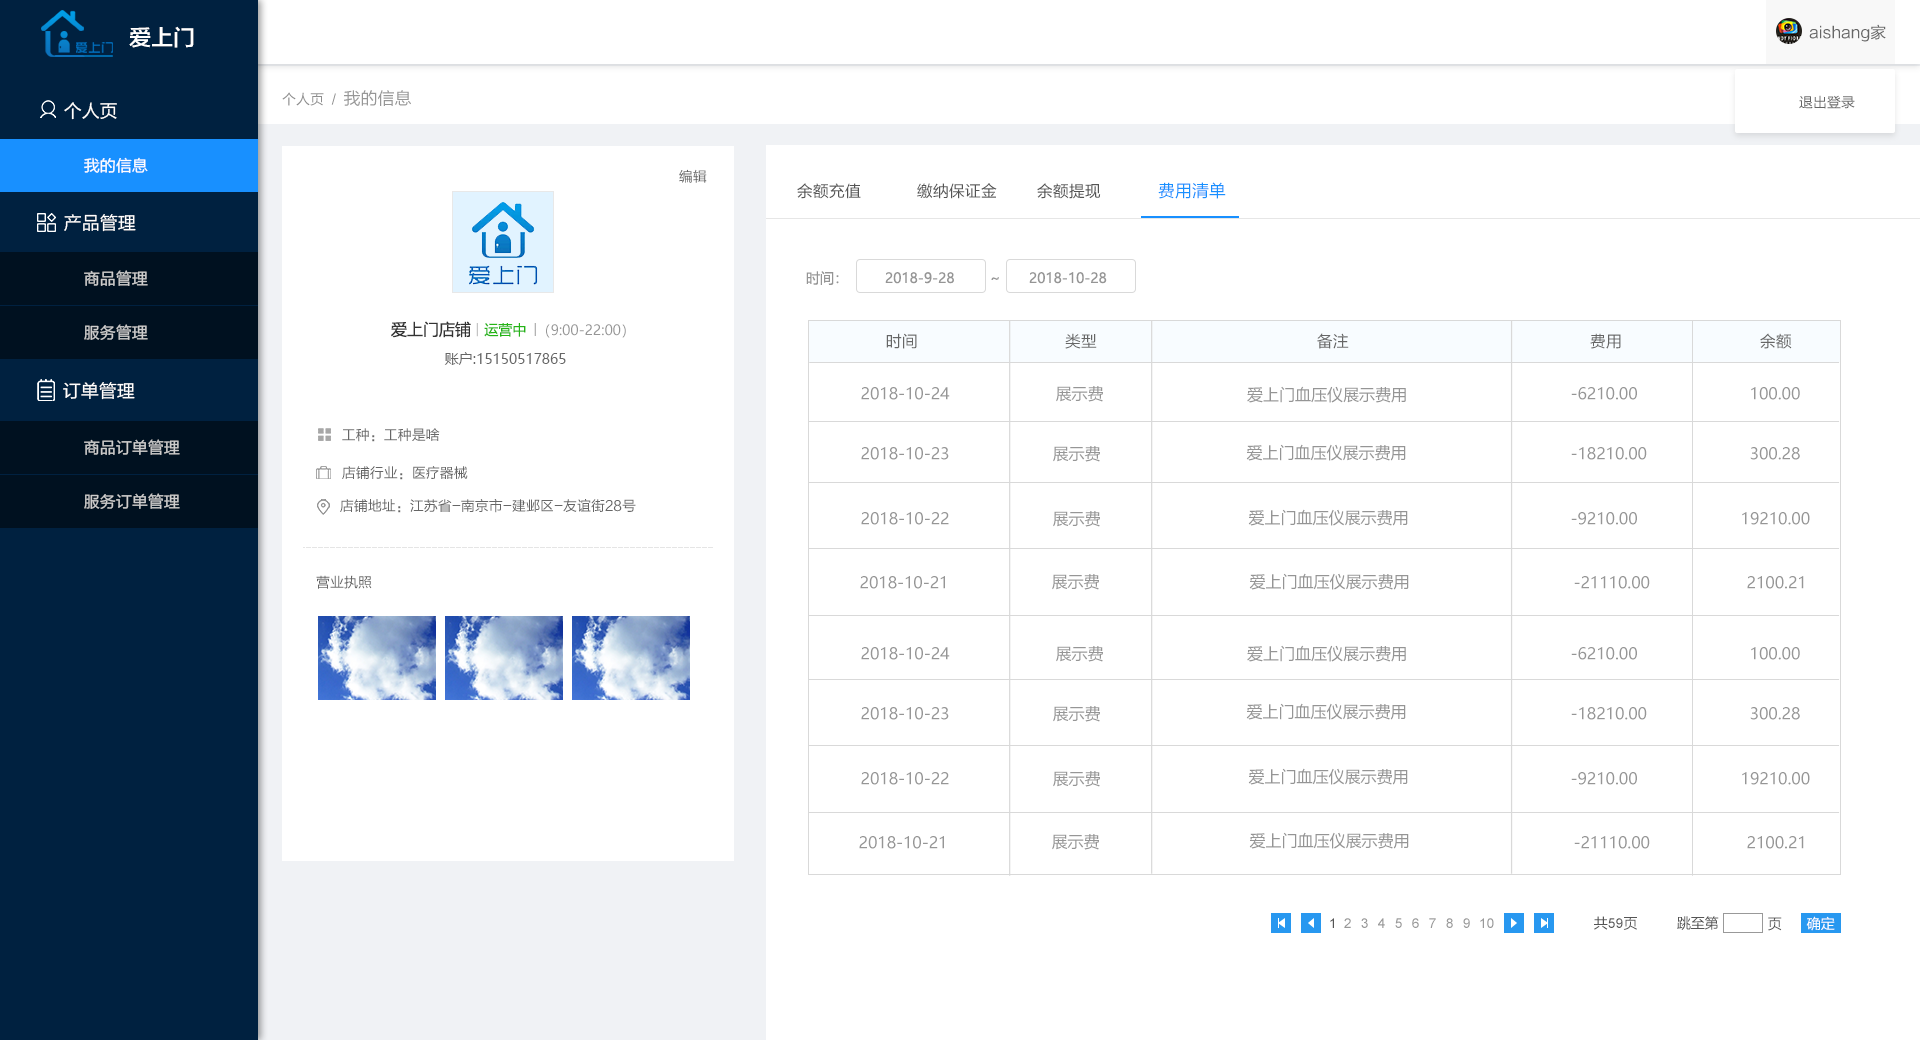 爱上门 爱上门
aishang家
个人页
个人页 / 我的信息
退出登录
我的信息
产品管理
商品管理
服务管理
订单管理
商品订单管理
服务订单管理
编辑
爱上门
爱上门店铺 | 运营中 | (9:00-22:00)
账户:15150517865
工种：工种是啥
店铺行业：医疗器械
店铺地址：江苏省-南京市-建邺区-友谊街28号
营业执照
余额充值 缴纳保证金 余额提现 费用清单
时间： 2018-9-28 ~ 2018-10-28
时间 类型 备注 费用 余额
2018-10-24 展示费 爱上门血压仪展示费用 -6210.00 100.00
2018-10-23 展示费 爱上门血压仪展示费用 -18210.00 300.28
2018-10-22 展示费 爱上门血压仪展示费用 -9210.00 19210.00
2018-10-21 展示费 爱上门血压仪展示费用 -21110.00 2100.21
2018-10-24 展示费 爱上门血压仪展示费用 -6210.00 100.00
2018-10-23 展示费 爱上门血压仪展示费用 -18210.00 300.28
2018-10-22 展示费 爱上门血压仪展示费用 -9210.00 19210.00
2018-10-21 展示费 爱上门血压仪展示费用 -21110.00 2100.21
1 2 3 4 5 6 7 8 9 10 共59页 跳至第 页 确定